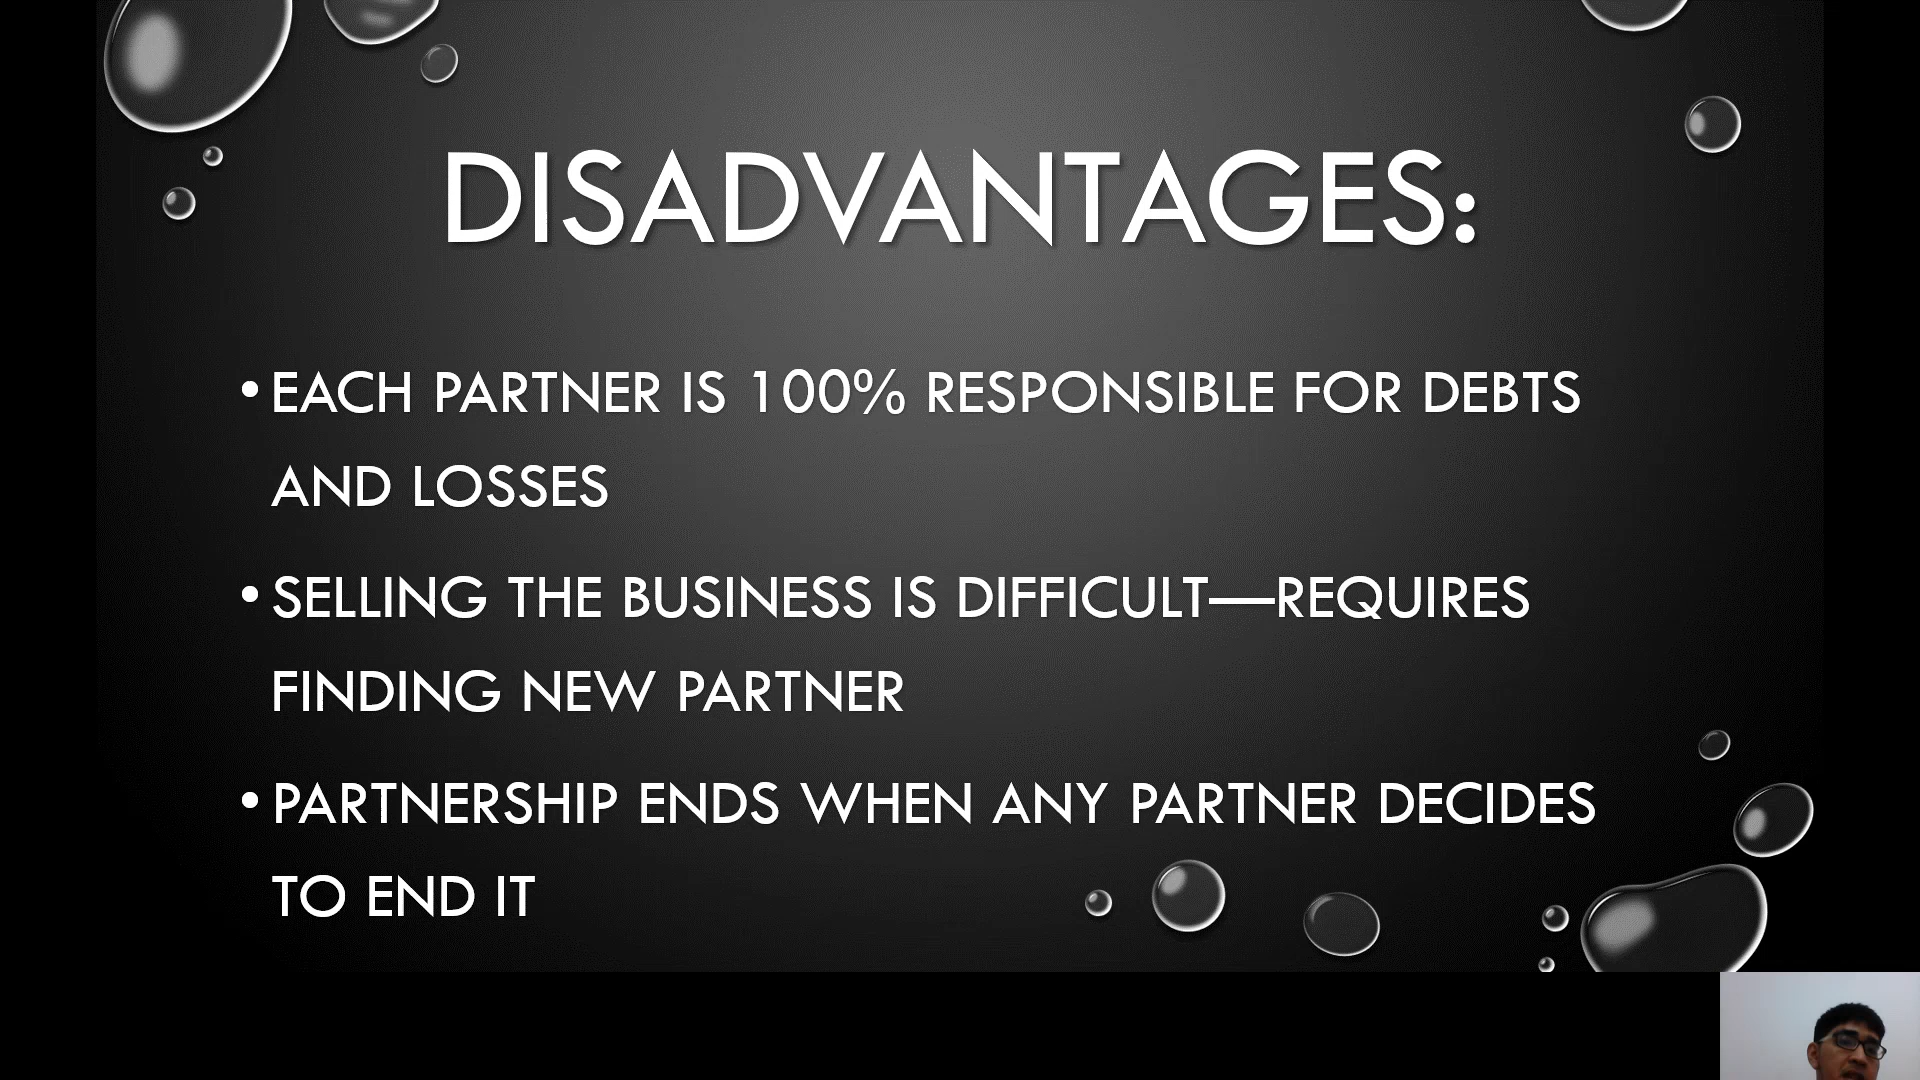 DISADVANTAGES:
• EACH PARTNER IS 100% RESPONSIBLE FOR DEBTS
AND LOSSES
• SELLING THE BUSINESS IS DIFFICULT—REQUIRES
FINDING NEW PARTNER
• PARTNERSHIP ENDS WHEN ANY PARTNER DECIDES
TO END IT